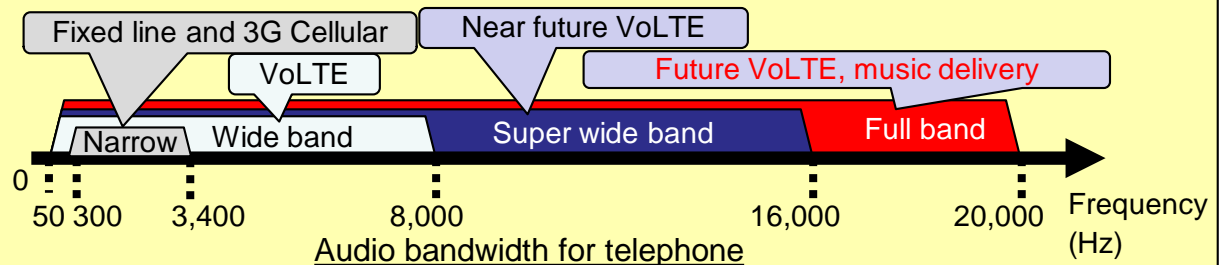 Fixed line and 3G Cellular
Near future VoLTE
VoLTE
Future VoLTE, music delivery
Narrow
Wide band
Super wide band
Full band
0
50 300 3,400 8,000 16,000 20,000
Frequency
(Hz)
Audio bandwidth for telephone